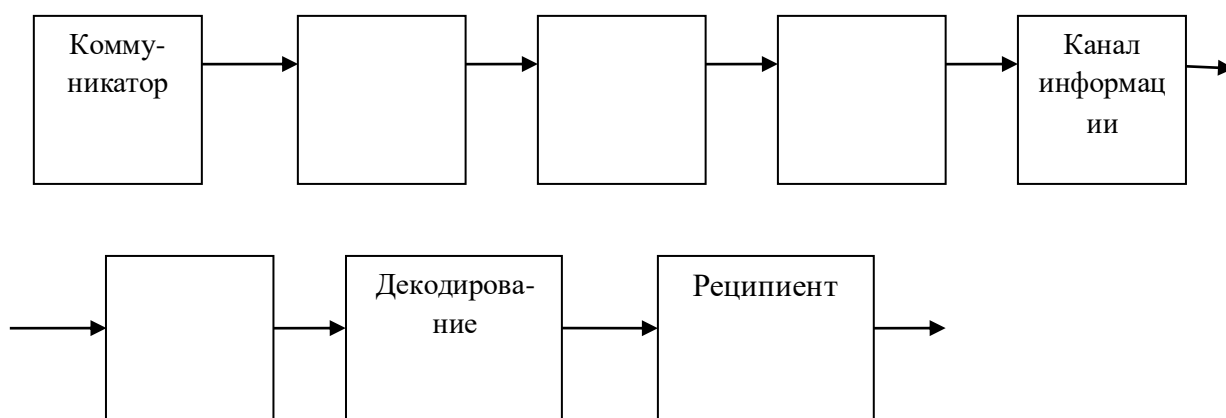 Комму-
никатор
Канал
информац
ии
Декодирова-
ние
Реципиент